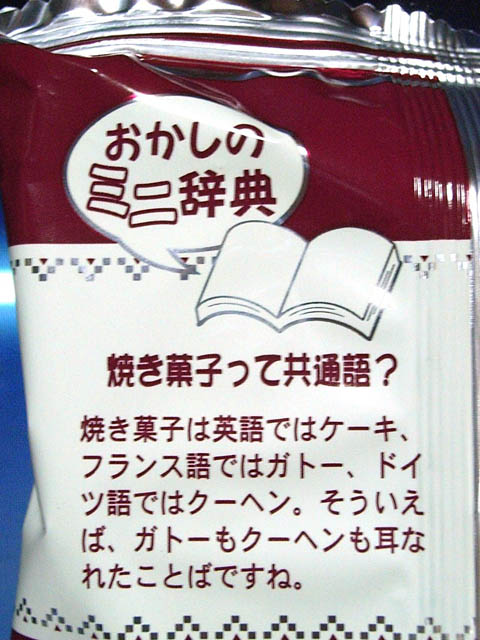 おかしの
ミニ辞典
焼き菓子って共通語？
焼き菓子は英語ではケーキ、
フランス語ではガトー、ドイ
ツ語ではクーヘン。そういえ
ば、ガトーもクーヘンも耳な
れたことばですね。